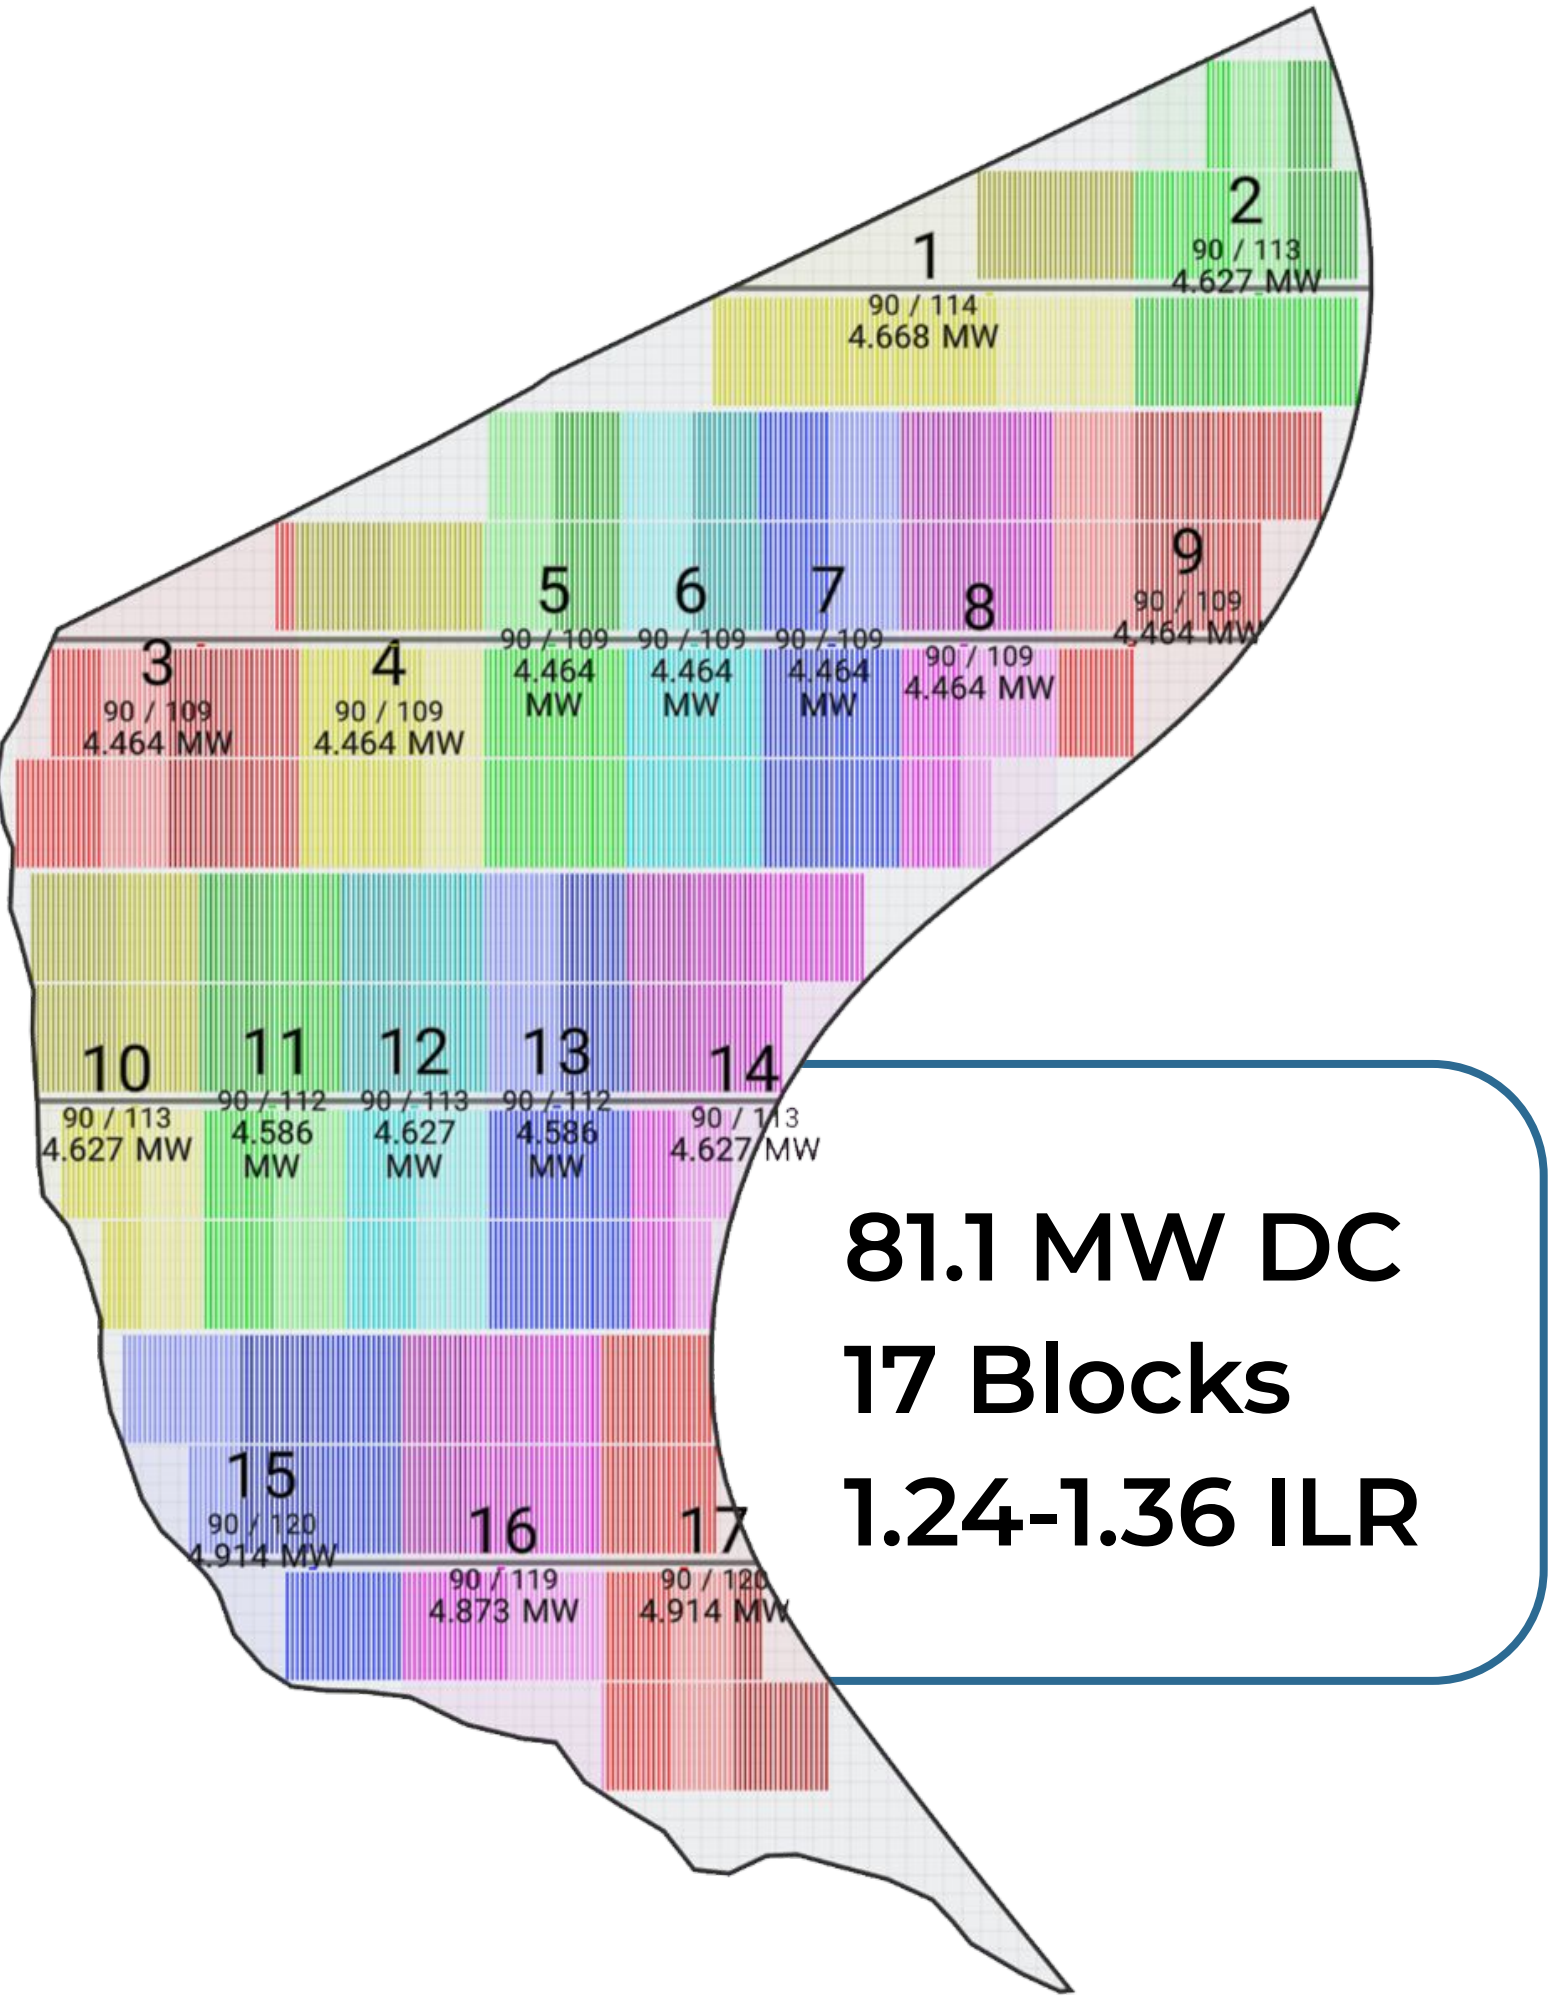 1
90 / 114
4.668 MW
2
90 / 113
4.627 MW
3
90 / 109
4.464 MW
4
90 / 109
4.464 MW
5
90 / 109
4.464
MW
6
90 / 109
4.464
MW
7
90 / 109
4.464
MW
8
90 / 109
4.464 MW
9
90 / 109
4.464 MW
10
90 / 113
4.627 MW
11
90 / 112
4.586
MW
12
90 / 113
4.627
MW
13
90 / 112
4.586
MW
14
90 / 113
4.627 MW
15
90 / 120
4.914 MW
16
90 / 119
4.873 MW
17
90 / 120
4.914 MW
81.1 MW DC
17 Blocks
1.24-1.36 ILR